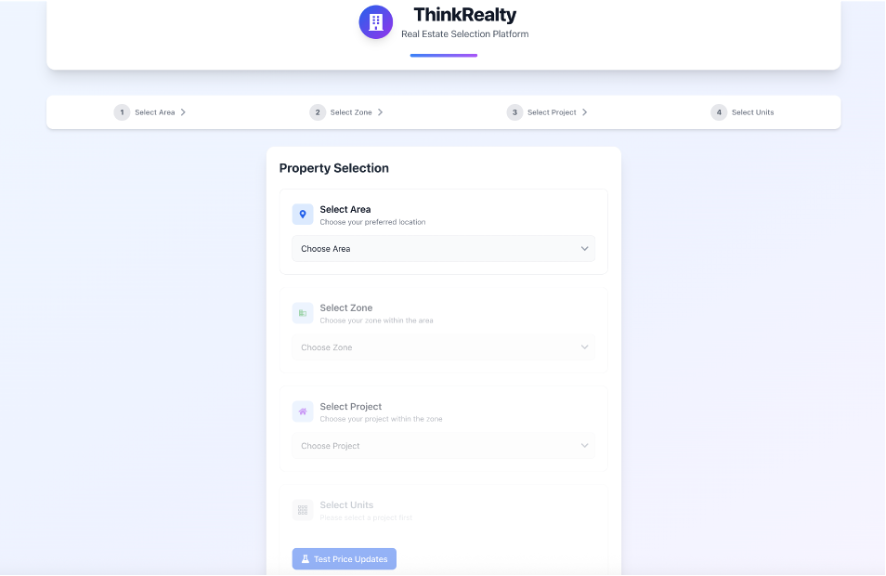 ThinkRealty
Real Estate Selection Platform
1 Select Area
2 Select Zone
3 Select Project
4 Select Units
Property Selection
Select Area
Choose your preferred location
Choose Area
Select Zone
Choose your zone within the area
Choose Zone
Select Project
Choose your project within the zone
Choose Project
Select Units
Please select a project first
Test Price Updates